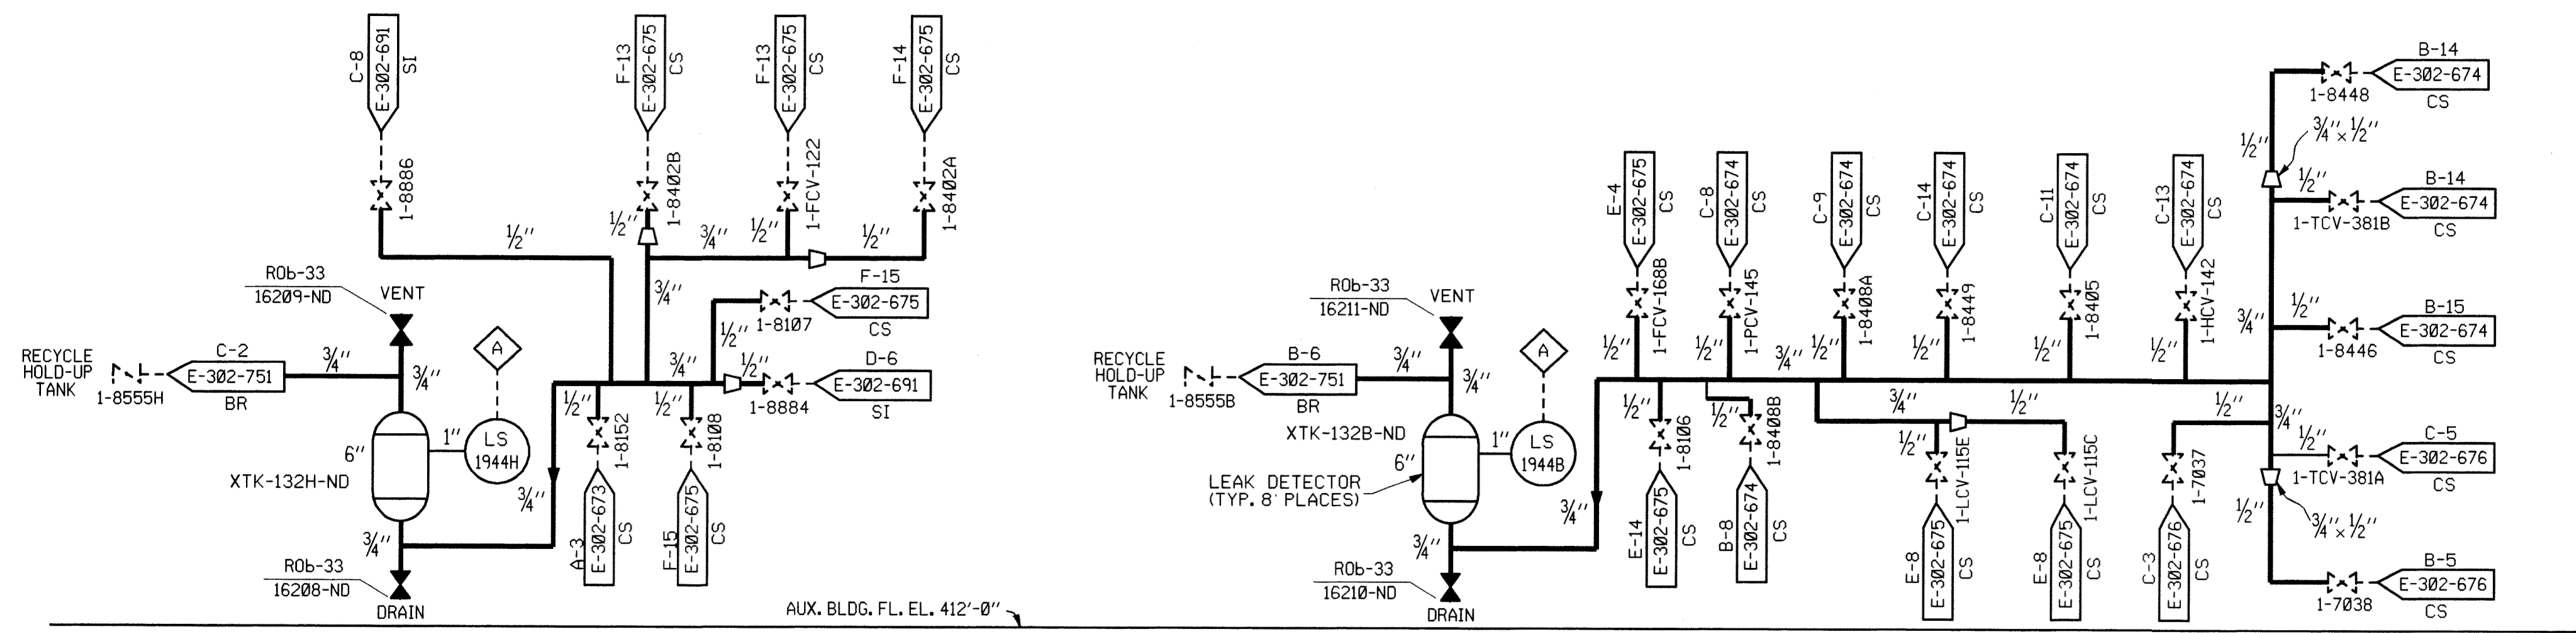 C-8
E-302-691
SI
1-8886
F-13
E-302-675
CS
1-8402B
F-13
E-302-675
CS
1-FCV-122
F-14
E-302-675
CS
1-8402A
1/2"
1/2"
3/4"
1/2"
1/2"
3/4"
F-15
E-302-675
CS
1-8107
1/2"
3/4"
1/2"
D-6
E-302-691
SI
1-8884
R06-33
16209-ND
VENT
RECYCLE
HOLD-UP
TANK
1-8555H
C-2
E-302-751
BR
3/4"
3/4"
A
LS
1944H
1"
6"
XTK-132H-ND
3/4"
3/4"
R06-33
16208-ND
DRAIN
1/2"
1-8152
A-3
E-302-673
CS
1/2"
1-8108
F-15
E-302-675
CS
AUX. BLDG. FL. EL. 412'-0"
R06-33
16211-ND
VENT
RECYCLE
HOLD-UP
TANK
1-8555B
B-6
E-302-751
BR
3/4"
3/4"
A
LS
1944B
1"
6"
XTK-132B-ND
LEAK DETECTOR
(TYP. 8 PLACES)
3/4"
3/4"
R06-33
16210-ND
DRAIN
E-4
E-302-675
CS
1-FCV-168B
1/2"
C-8
E-302-674
CS
1-PCV-145
1/2"
3/4"
C-9
E-302-674
CS
1-8408A
1/2"
C-14
E-302-674
CS
1-8449
1/2"
C-11
E-302-674
CS
1-8405
1/2"
C-13
E-302-674
CS
1-HCV-142
1/2"
1/2"
1-8106
E-14
E-302-675
CS
1/2"
1-8408B
B-8
E-302-674
CS
3/4"
1/2"
1/2"
1-LCV-115E
E-8
E-302-675
CS
1-LCV-115C
E-8
E-302-675
CS
1/2"
1-7037
C-3
E-302-676
CS
B-14
E-302-674
CS
1-8448
1/2"
3/4" x 1/2"
1/2"
B-14
E-302-674
CS
1-TCV-381B
3/4"
1/2"
B-15
E-302-674
CS
1-8446
3/4"
1/2"
C-5
E-302-676
CS
1-TCV-381A
1/2"
3/4" x 1/2"
B-5
E-302-676
CS
1-7038